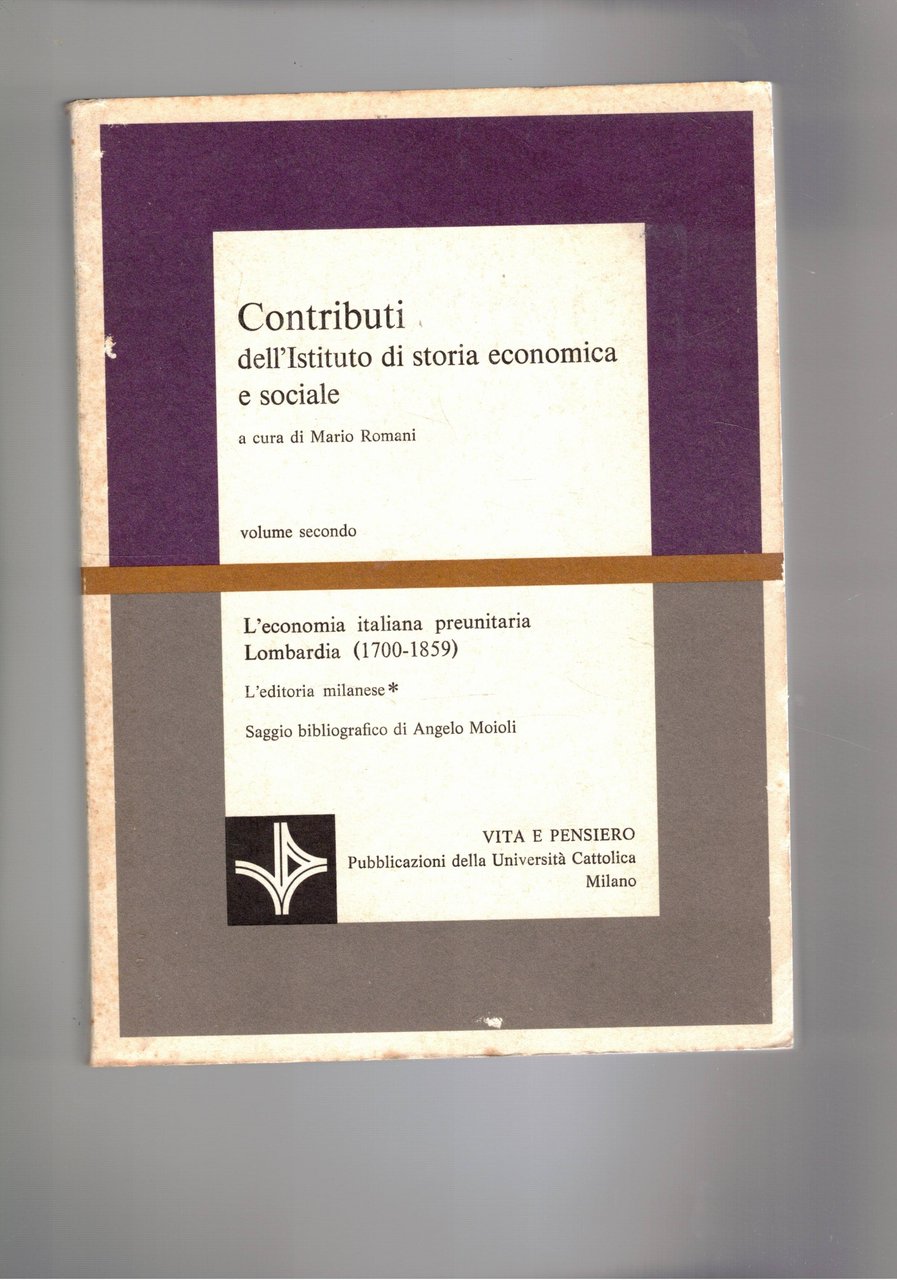 Contributi
dell'Istituto di storia economica
e sociale
a cura di Mario Romani
volume secondo
L'economia italiana preunitaria
Lombardia (1700-1859)
L'editoria milanese*
Saggio bibliografico di Angelo Moioli
VITA E PENSIERO
Pubblicazioni della Università Cattolica
Milano